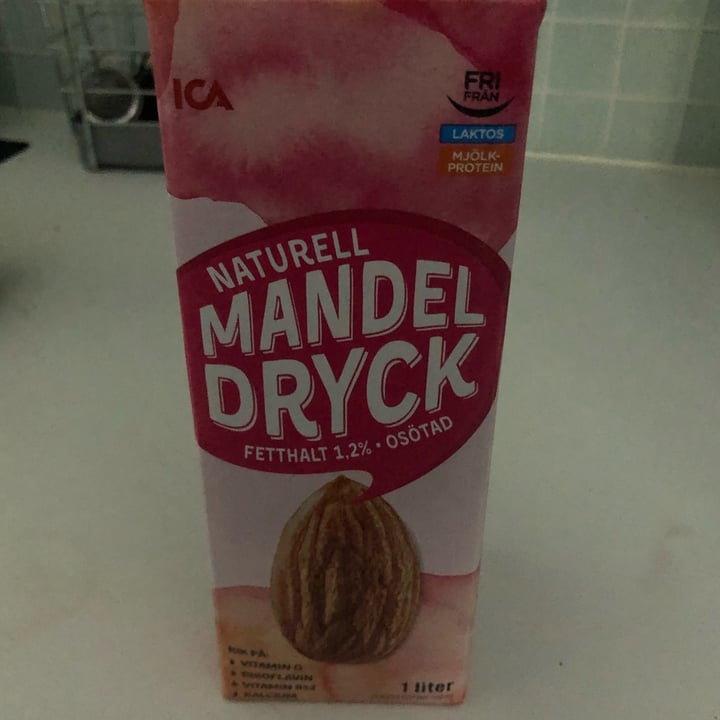 ICA
FRI
FRÅN
LAKTOS
MJÖLK-
PROTEIN
NATURELL
MANDEL
DRYCK
FETTHALT 1,2% • OSÖTAD
RIK PÅ:
VITAMIN D
RIBOFLAVIN
VITAMIN B12
KALCIUM
1 liter